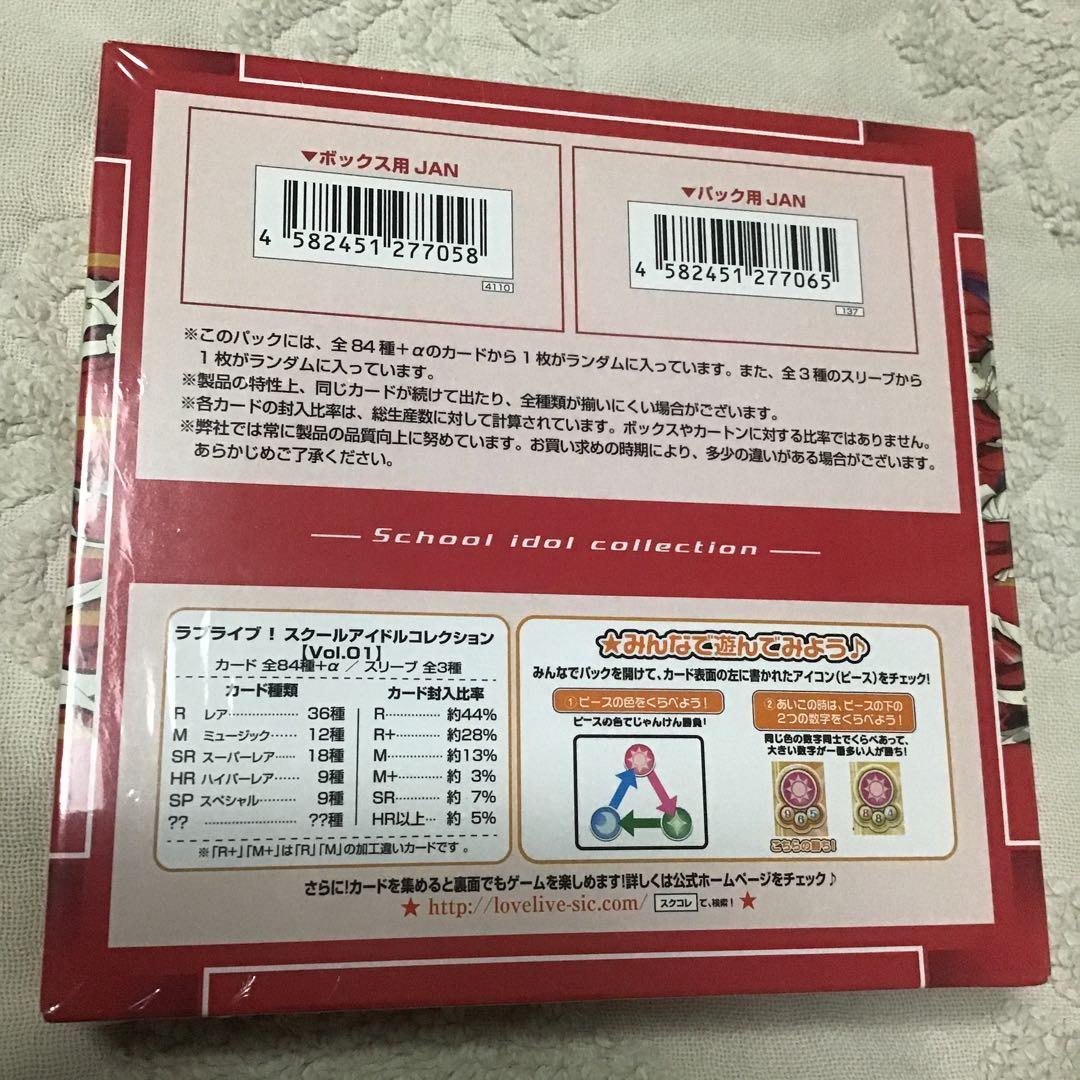 ▼ボックス用 JAN
4 582451 277058
4110
▼パック用 JAN
4 582451 277065
137
※このパックには、全84種+αのカードから1枚がランダムに入っています。また、全3種のスリーブから
1枚がランダムに入っています。
※製品の特性上、同じカードが続けて出たり、全種類が揃いにくい場合がございます。
※各カードの封入比率は、総生産数に対して計算されています。ボックスやカートンに対する比率ではありません。
※弊社では常に製品の品質向上に努めています。お買い求めの時期により、多少の違いがある場合がございます。
あらかじめご了承ください。
School idol collection
ラブライブ！スクールアイドルコレクション
【Vol.01】
カード 全84種+α ／ スリーブ 全3種
カード種類
R レア 36種
M ミュージック 12種
SR スーパーレア 18種
HR ハイパーレア 9種
SP スペシャル 9種
?? ??種
カード封入比率
R 約44%
R+ 約28%
M 約13%
M+ 約 3%
SR 約 7%
HR以上 約 5%
※「R+」「M+」は「R」「M」の加工違いカードです。
★みんなで遊んでみよう♪
みんなでパックを開けて、カード表面の左に書かれたアイコン(ピース)をチェック!
①ピースの色をくらべよう!
ピースの色でじゃんけん勝負!
②あいこの時は、ピースの下の
2つの数字をくらべよう!
同じ色の数字同士でくらべあって、
大きい数字が一番多い人が勝ち!
9 6 5
8 8 4
こちらの勝ち!
さらに!カードを集めると裏面でもゲームを楽しめます!詳しくは公式ホームページをチェック♪
★ http://lovelive-sic.com/ スクコレ で、検索! ★